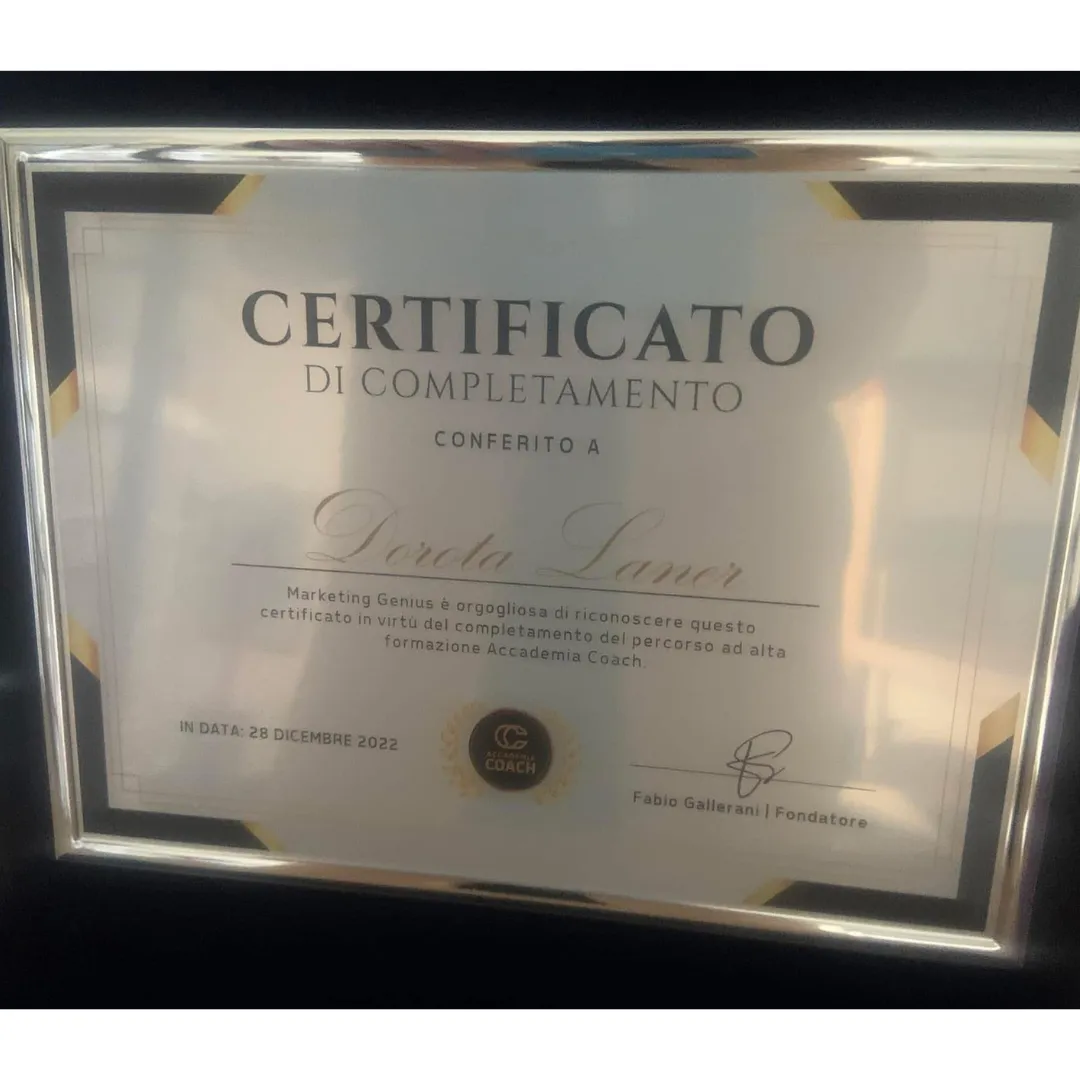 CERTIFICATO
DI COMPLETAMENTO
CONFERITO A
Dorota Laner
Marketing Genius è orgogliosa di riconoscere questo
certificato in virtù del completamento del percorso ad alta
formazione Accademia Coach.
IN DATA: 28 DICEMBRE 2022
ACCADEMIA
COACH
Fabio Gallerani | Fondatore